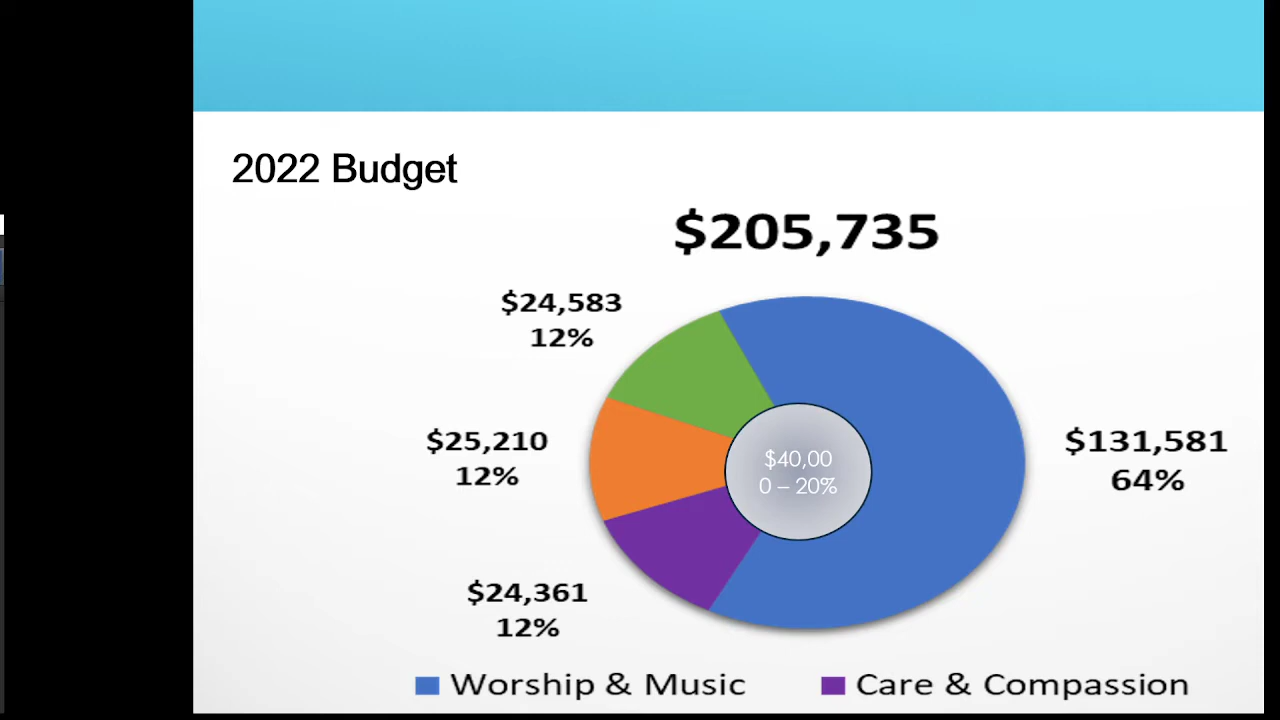 2022 Budget
$205,735
$24,583
12%
$25,210
12%
$40,00
0 – 20%
$131,581
64%
$24,361
12%
Worship & Music
Care & Compassion